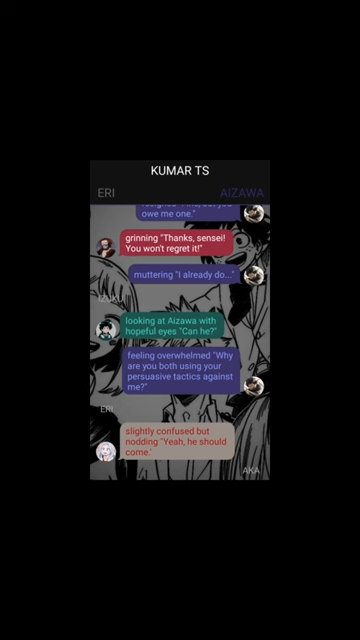 KUMAR TS
ERI
AIZAWA
owe me one."
grinning "Thanks, sensei!
You won't regret it!"
muttering "I already do..."
IZUKU
looking at Aizawa with
hopeful eyes "Can he?"
feeling overwhelmed "Why
are you both using your
persuasive tactics against
me?"
ERI
slightly confused but
nodding "Yeah, he should
come.'
AKA